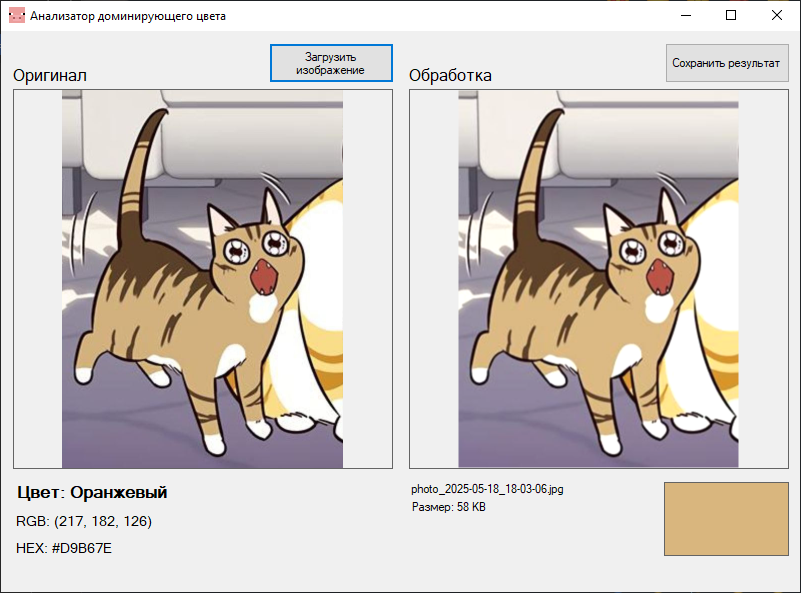 Анализатор доминирующего цвета
Загрузить
изображение
Сохранить результат
Оригинал
Обработка
Цвет: Оранжевый
RGB: (217, 182, 126)
HEX: #D9B67E
photo_2025-05-18_18-03-06.jpg
Размер: 58 KB